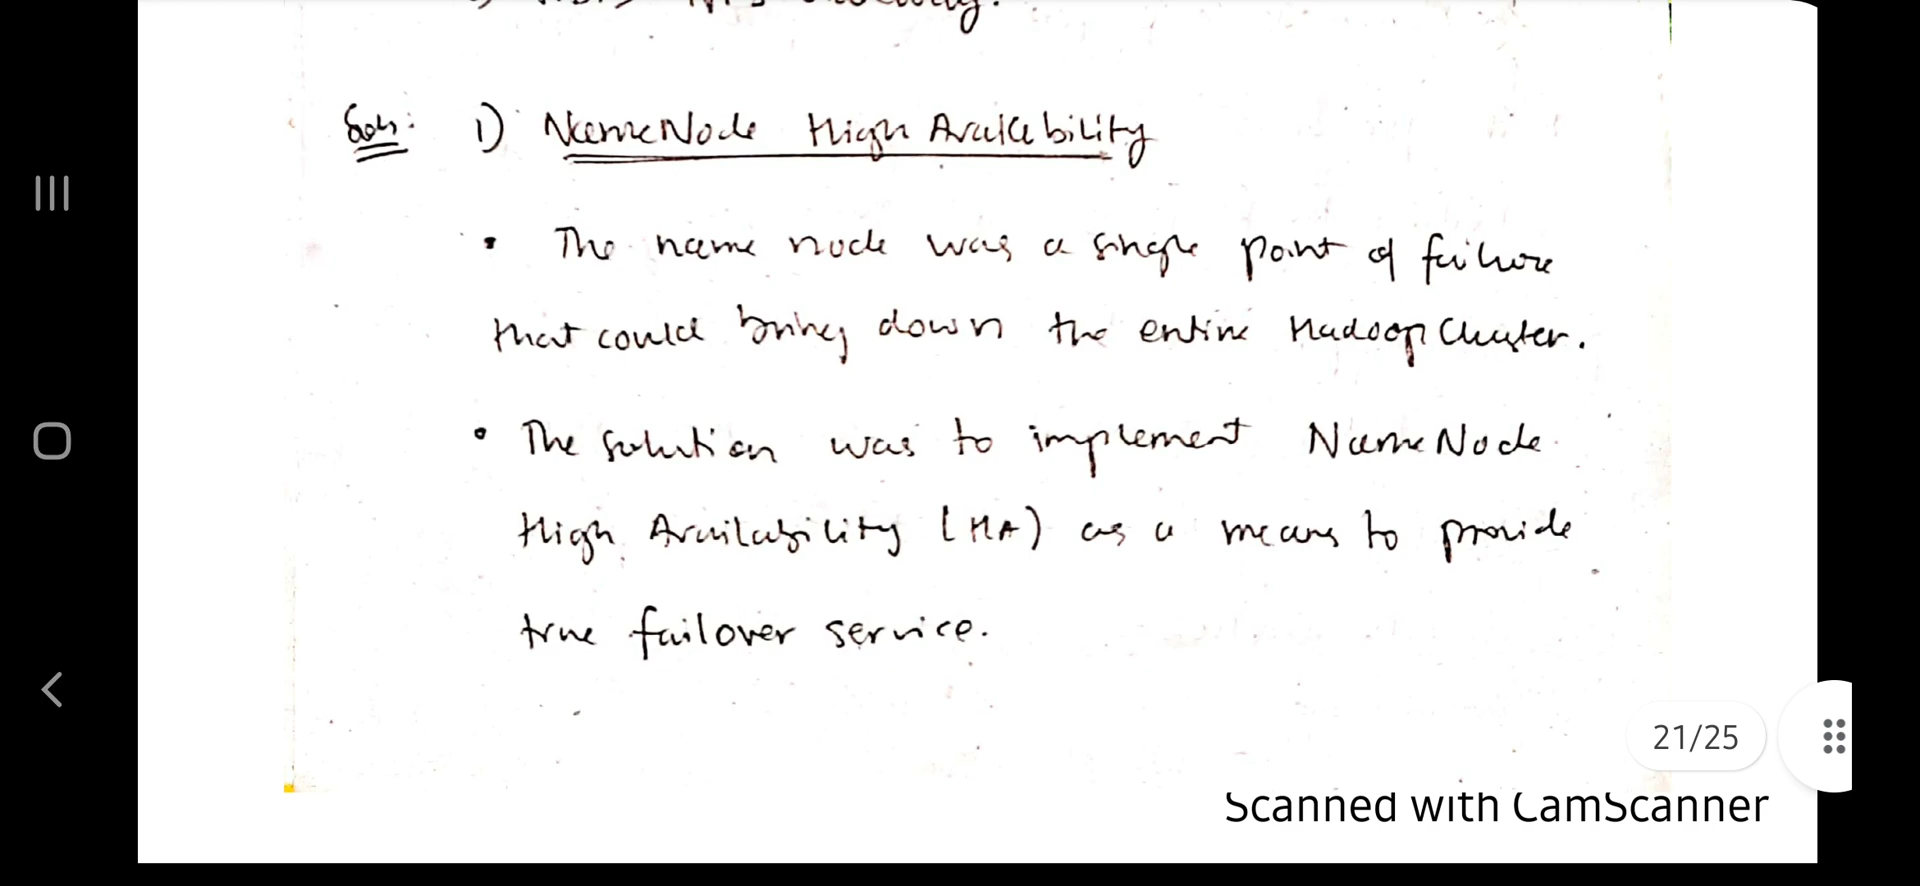 Soln: 1) NameNode High Availability
• The name node was a single point of failure
that could bring down the entire Hadoop Cluster.
• The solution was to implement NameNode
High Availability (HA) as a means to provide
true failover service.
21/25
Scanned with CamScanner